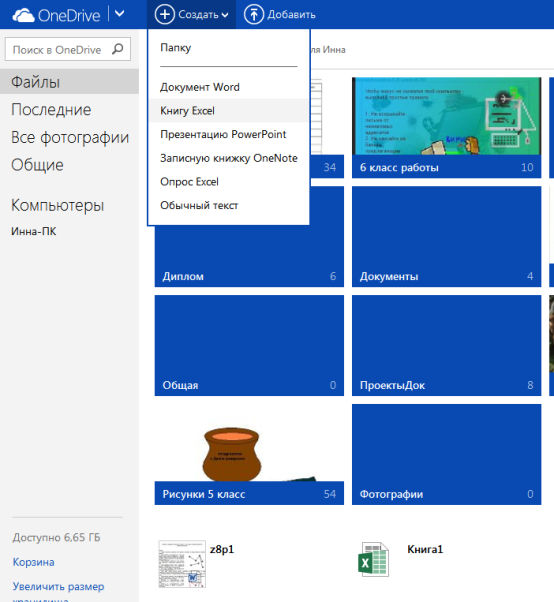 OneDrive
Создать
Добавить
Поиск в OneDrive
Файлы
Последние
Все фотографии
Общие
Компьютеры
Инна-ПК
Папку
Документ Word
Книгу Excel
Презентацию PowerPoint
Записную книжку OneNote
Опрос Excel
Обычный текст
ля Инна
34
6 класс работы 10
Диплом 6
Документы 4
Общая 0
ПроектыДок 8
Рисунки 5 класс 54
Фотографии 0
z8p1
Книга1
Доступно 6,65 ГБ
Корзина
Увеличить размер